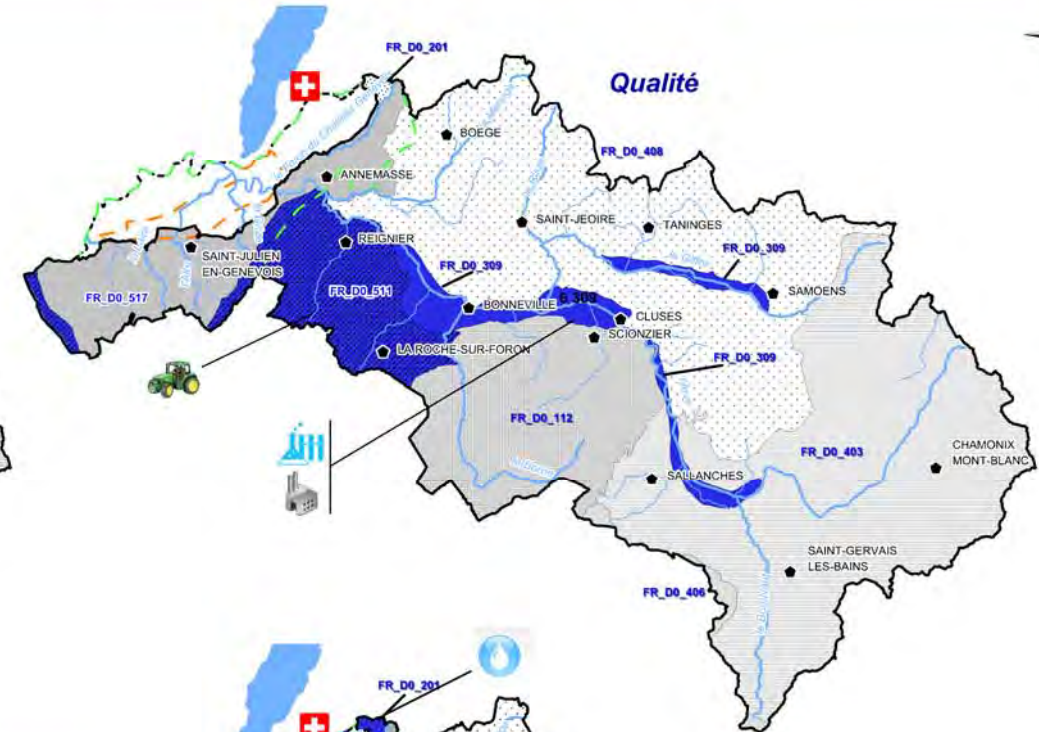 FR_D0_201
Qualité
BOEGE
FR_D0_408
ANNEMASSE
SAINT-JEOIRE
TANINGES
REIGNIER
SAINT-JULIEN
EN-GENEVOIS
FR_D0_309
FR_D0_309
le Giffre
FR_D0_517
FR_D0_511
SAMOENS
BONNEVILLE
6_309
CLUSES
SCIONZIER
LA ROCHE-SUR-FORON
FR_D0_309
FR_D0_112
CHAMONIX
MONT-BLANC
FR_D0_403
SALLANCHES
SAINT-GERVAIS
LES-BAINS
FR_D0_406
FR_D0_201